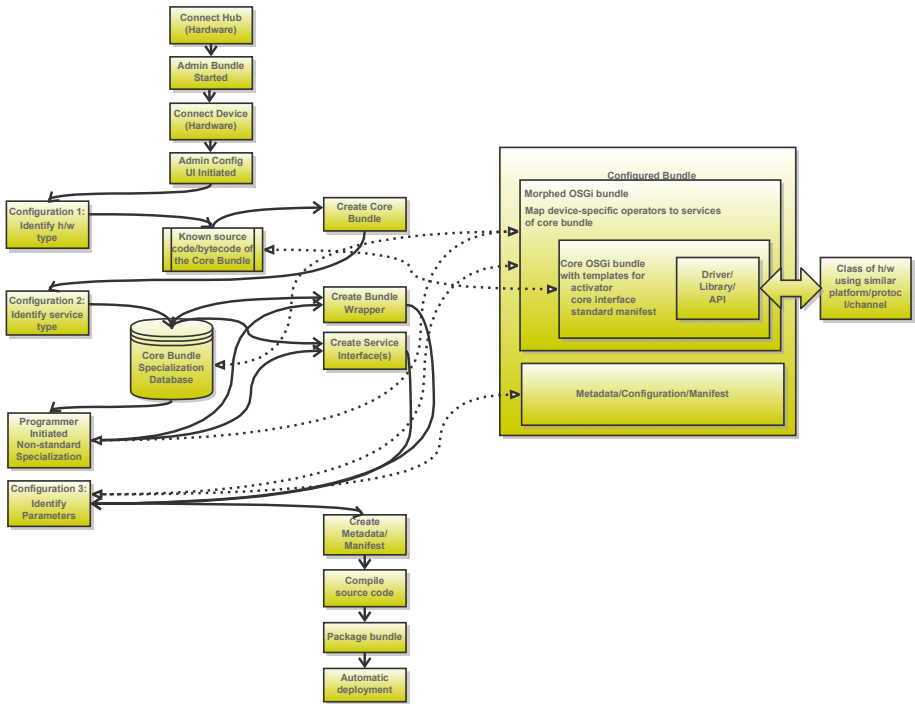 Connect Hub
(Hardware)
Admin Bundle
Started
Connect Device
(Hardware)
Admin Config
UI Initiated
Configuration 1:
Identify h/w
type
Known source
code/bytecode of
the Core Bundle
Create Core
Bundle
Configuration 2:
Identify service
type
Create Bundle
Wrapper
Create Service
Interface(s)
Core Bundle
Specialization
Database
Programmer
Initiated
Non-standard
Specialization
Configuration 3:
Identify
Parameters
Create
Metadata/
Manifest
Compile
source code
Package bundle
Automatic
deployment
Configured Bundle
Morphed OSGi bundle
Map device-specific operators to services
of core bundle
Core OSGi bundle
with templates for
activator
core interface
standard manifest
Driver/
Library/
API
Class of h/w
using similar
platform/protoco
l/channel
Metadata/Configuration/Manifest